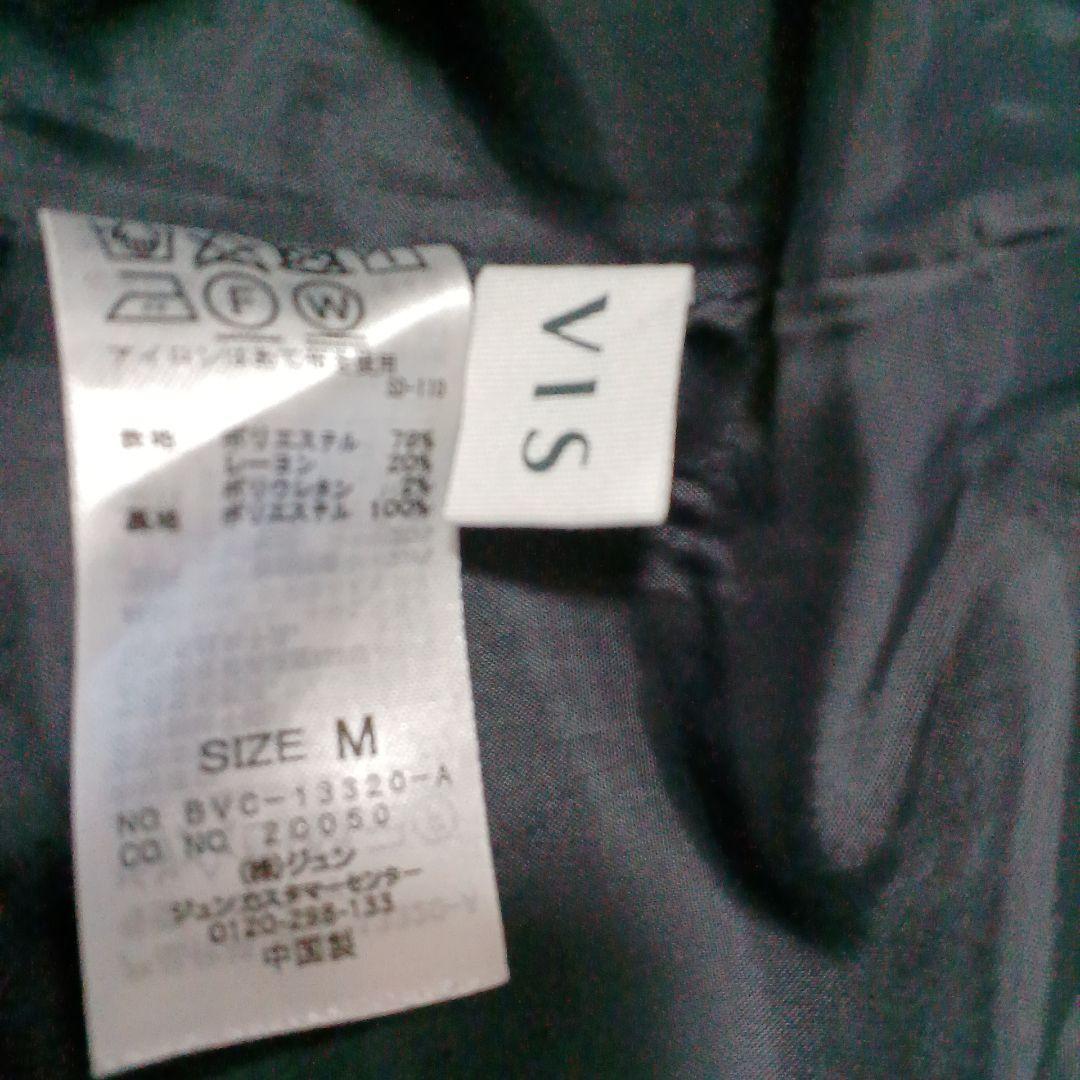 F W
アイロンはあて布を使用
SD-110
表地 ポリエステル 78%
レーヨン 20%
ポリウレタン 2%
裏地 ポリエステル 100%
SIZE M
NO. BVC-13320-A
CO. NO. 20050
(株)ジュン
ジュンカスタマーセンター
0120-298-133
中国製
VIS